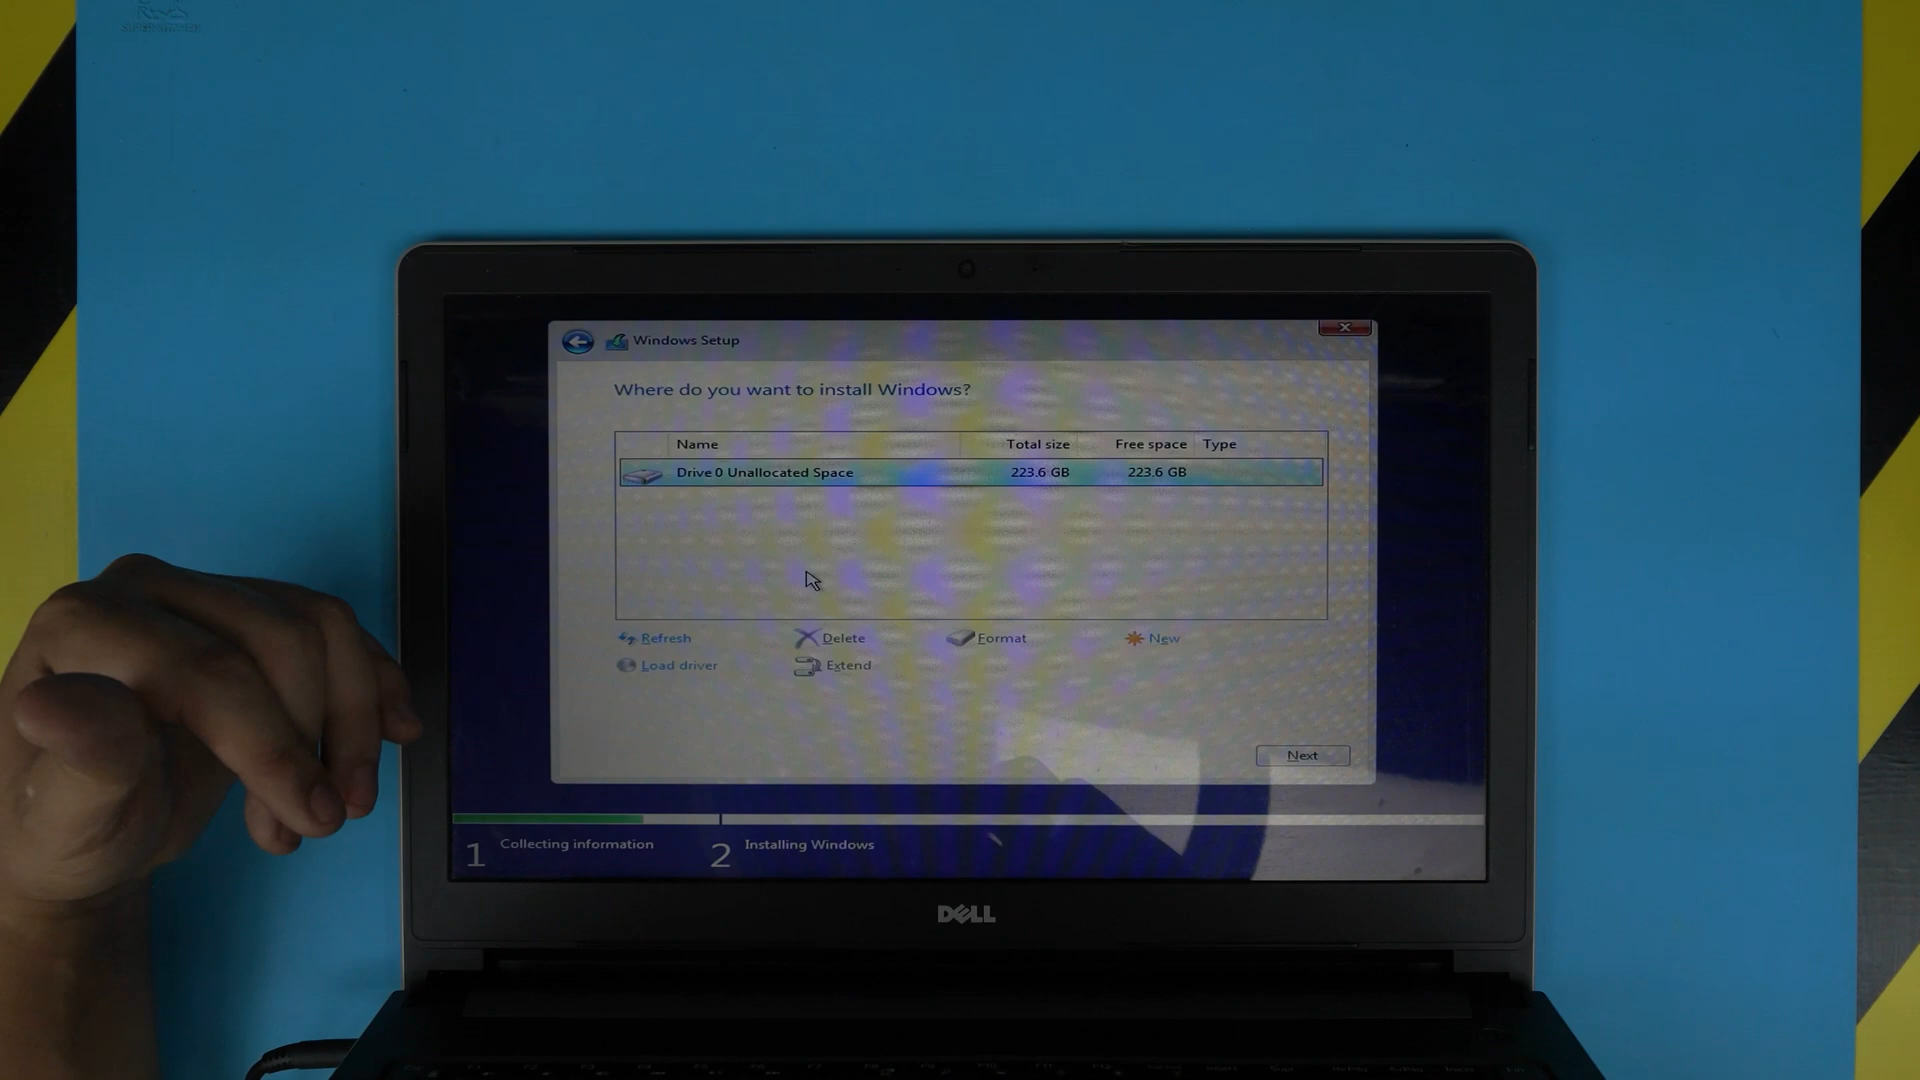 Windows Setup
Where do you want to install Windows?
Name Total size Free space Type
Drive 0 Unallocated Space 223.6 GB 223.6 GB
Refresh Delete Format New
Load driver Extend
Next
1 Collecting information 2 Installing Windows
DELL